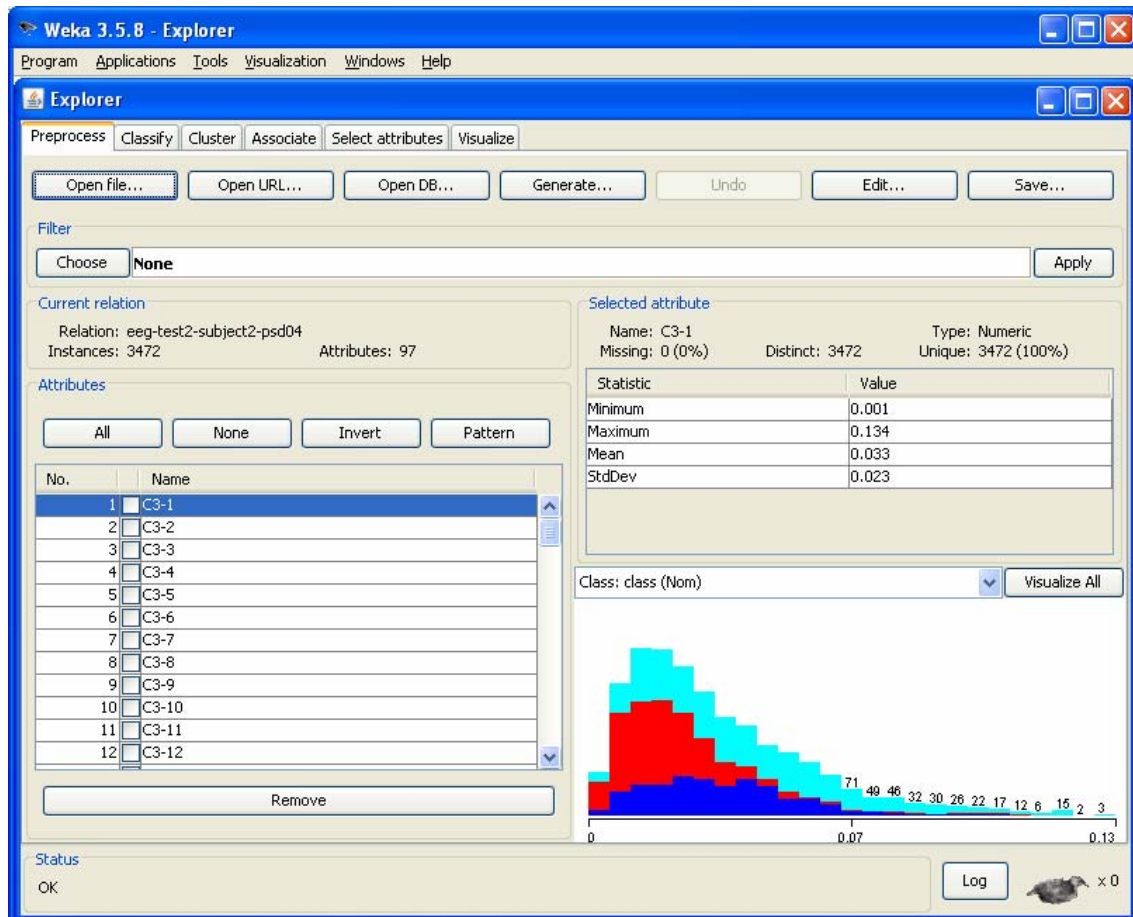 Weka 3.5.8 - Explorer
Program Applications Tools Visualization Windows Help
Explorer
Preprocess Classify Cluster Associate Select attributes Visualize
Open file... Open URL... Open DB... Generate... Undo Edit... Save...
Filter
Choose None Apply
Current relation
Relation: eeg-test2-subject2-psd04
Instances: 3472 Attributes: 97
Attributes
All None Invert Pattern
No. Name
1 C3-1
2 C3-2
3 C3-3
4 C3-4
5 C3-5
6 C3-6
7 C3-7
8 C3-8
9 C3-9
10 C3-10
11 C3-11
12 C3-12
Remove
Selected attribute
Name: C3-1 Type: Numeric
Missing: 0 (0%) Distinct: 3472 Unique: 3472 (100%)
Statistic Value
Minimum 0.001
Maximum 0.134
Mean 0.033
StdDev 0.023
Class: class (Nom) Visualize All
71 49 46 32 30 26 22 17 12 6 15 2 3
0 0.07 0.13
Status
OK
Log x 0